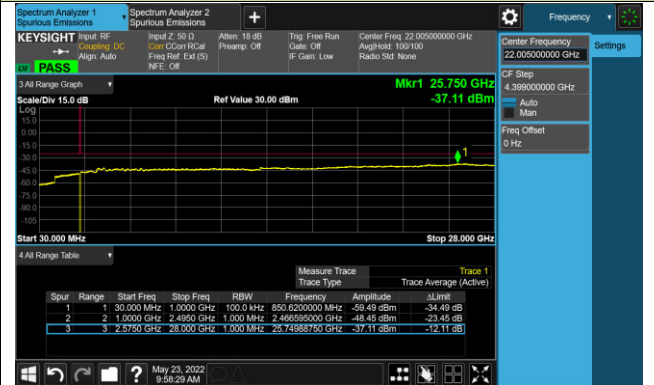 Spectrum Analyzer 1
Spurious Emissions
Spectrum Analyzer 2
Spurious Emissions
+
Frequency
KEYSIGHT
Input: RF
Coupling: DC
Align: Auto
Input Z: 50 Ω
Corr CCorr RCal
Freq Ref: Ext (S)
NFE: Off
Atten: 18 dB
Preamp: Off
Trig: Free Run
Gate: Off
IF Gain: Low
Center Freq: 22.005000000 GHz
Avg|Hold: 100/100
Radio Std: None
PASS
Center Frequency
22.005000000 GHz
Settings
CF Step
4.399000000 GHz
Auto
Man
Freq Offset
0 Hz
3 All Range Graph
Mkr1 25.750 GHz
Scale/Div 15.0 dB
Ref Value 30.00 dBm
-37.11 dBm
Log
15.0
0.00
-15.0
-30.0
-45.0
-60.0
-75.0
-90.0
-105
1
Start 30.000 MHz
Stop 28.000 GHz
4 All Range Table
Measure Trace Trace 1
Trace Type Trace Average (Active)
Spur Range Start Freq Stop Freq RBW Frequency Amplitude ΔLimit
1 1 30.000 MHz 1.0000 GHz 100.0 kHz 850.6200000 MHz -59.49 dBm -34.49 dB
2 2 1.0000 GHz 2.4950 GHz 1.000 MHz 2.466595000 GHz -48.45 dBm -23.45 dB
3 3 2.5750 GHz 28.000 GHz 1.000 MHz 25.74988750 GHz -37.11 dBm -12.11 dB
?
May 23, 2022
9:58:29 AM